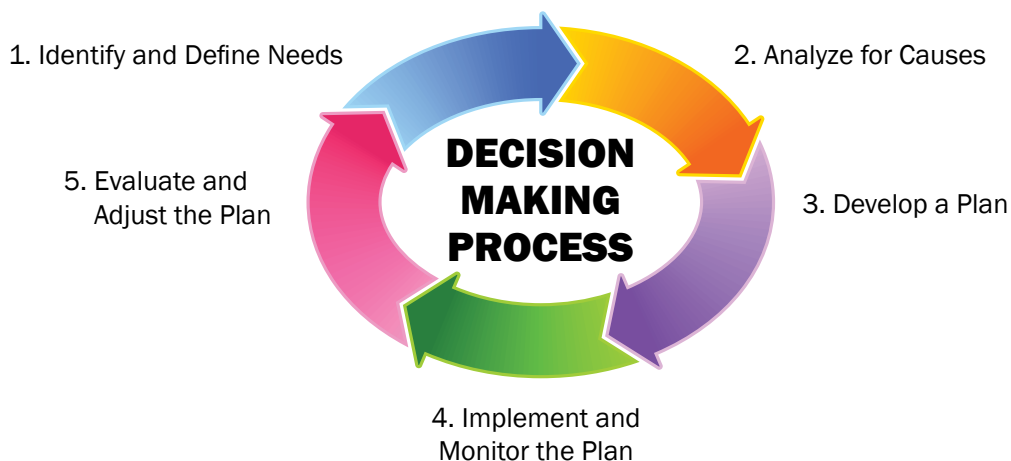 1. Identify and Define Needs
2. Analyze for Causes
DECISION
MAKING
PROCESS
3. Develop a Plan
4. Implement and
Monitor the Plan
5. Evaluate and
Adjust the Plan